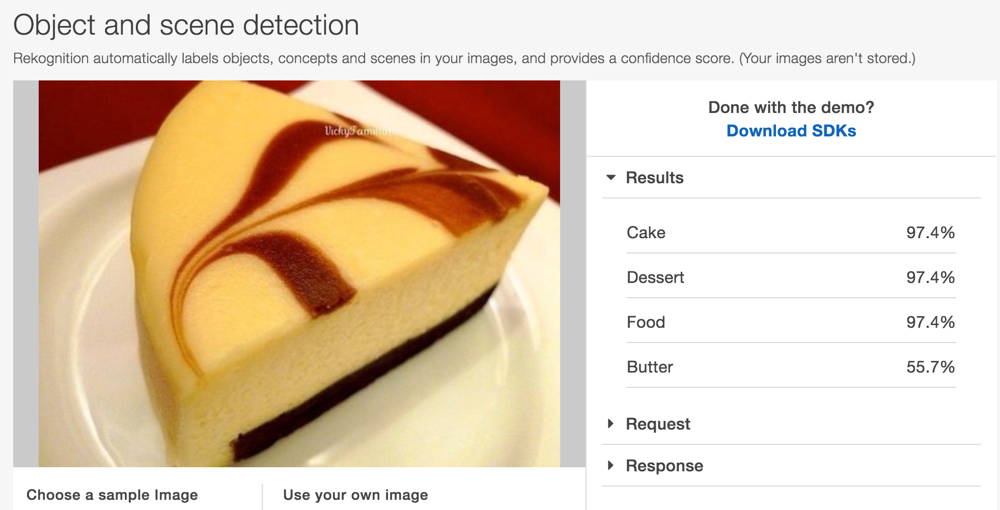 Object and scene detection
Rekognition automatically labels objects, concepts and scenes in your images, and provides a confidence score. (Your images aren't stored.)
Done with the demo?
Download SDKs
Results
Cake 97.4%
Dessert 97.4%
Food 97.4%
Butter 55.7%
Request
Response
Choose a sample Image
Use your own image